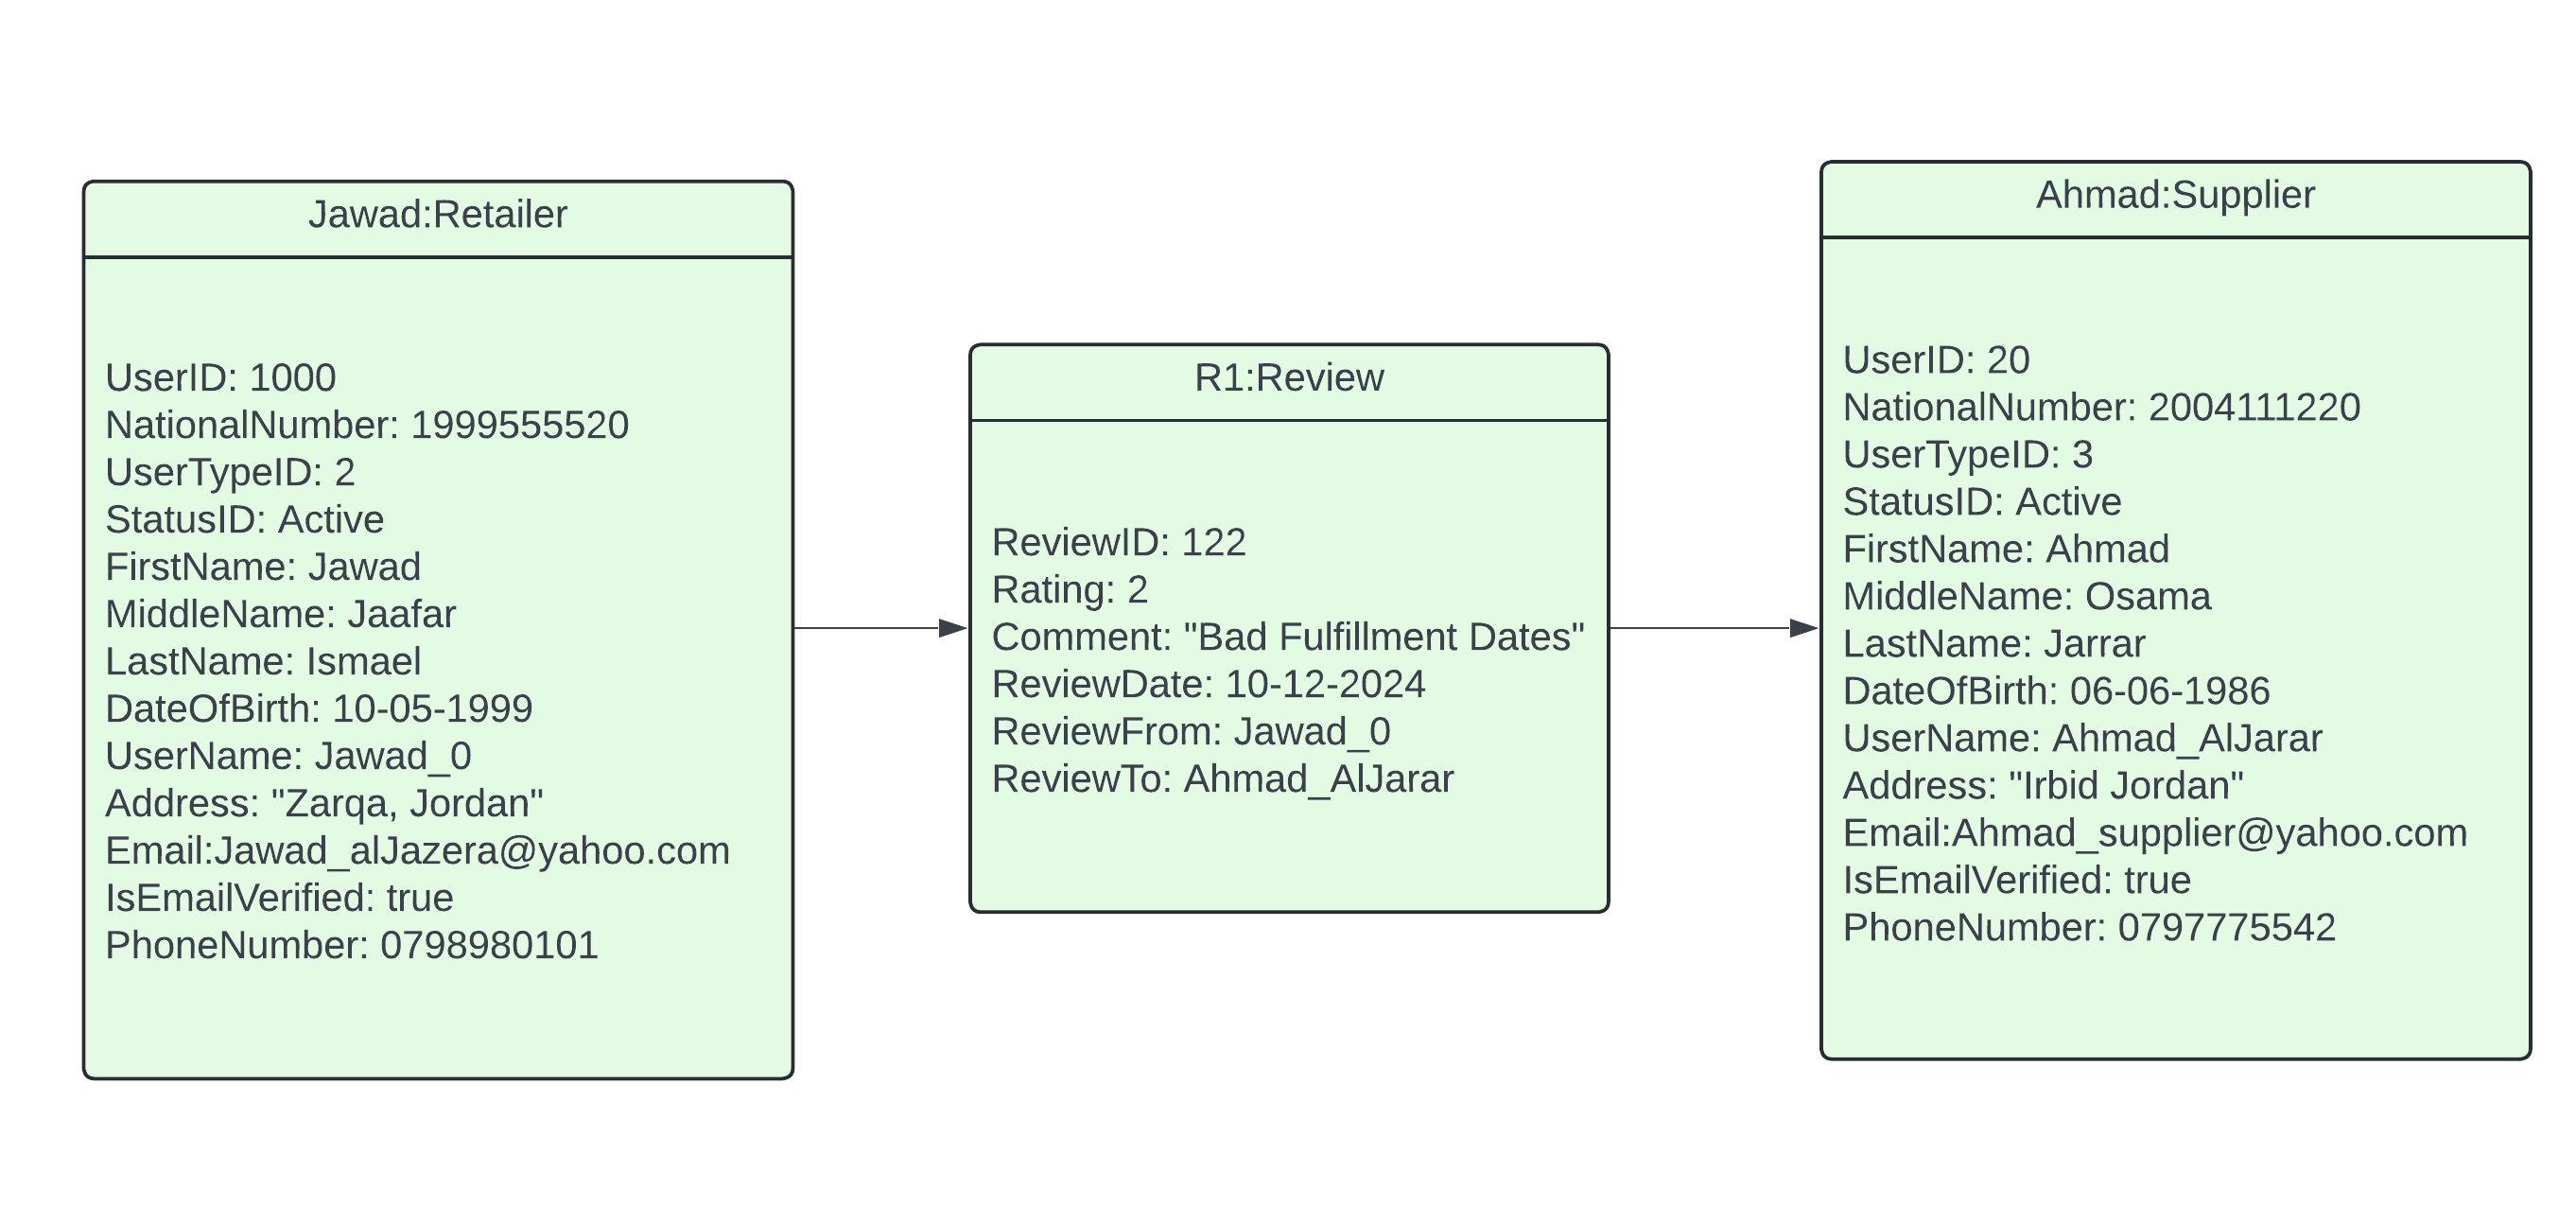 Jawad:Retailer
UserID: 1000
NationalNumber: 1999555520
UserTypeID: 2
StatusID: Active
FirstName: Jawad
MiddleName: Jaafar
LastName: Ismael
DateOfBirth: 10-05-1999
UserName: Jawad_0
Address: "Zarqa, Jordan"
Email:Jawad_alJazera@yahoo.com
IsEmailVerified: true
PhoneNumber: 0798980101
R1:Review
ReviewID: 122
Rating: 2
Comment: "Bad Fulfillment Dates"
ReviewDate: 10-12-2024
ReviewFrom: Jawad_0
ReviewTo: Ahmad_AlJarar
Ahmad:Supplier
UserID: 20
NationalNumber: 2004111220
UserTypeID: 3
StatusID: Active
FirstName: Ahmad
MiddleName: Osama
LastName: Jarrar
DateOfBirth: 06-06-1986
UserName: Ahmad_AlJarar
Address: "Irbid Jordan"
Email:Ahmad_supplier@yahoo.com
IsEmailVerified: true
PhoneNumber: 0797775542